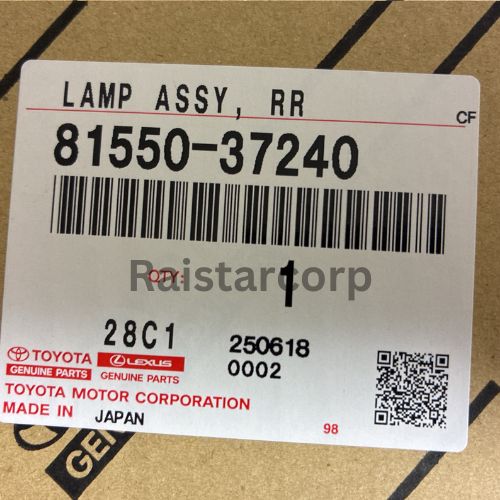 LAMP ASSY, RR
CF
81550-37240
QTY: 1
Raistarcorp
28C1
250618
0002
TOYOTA
GENUINE PARTS
LEXUS
GENUINE PARTS
TOYOTA MOTOR CORPORATION
MADE IN JAPAN
98
GEN